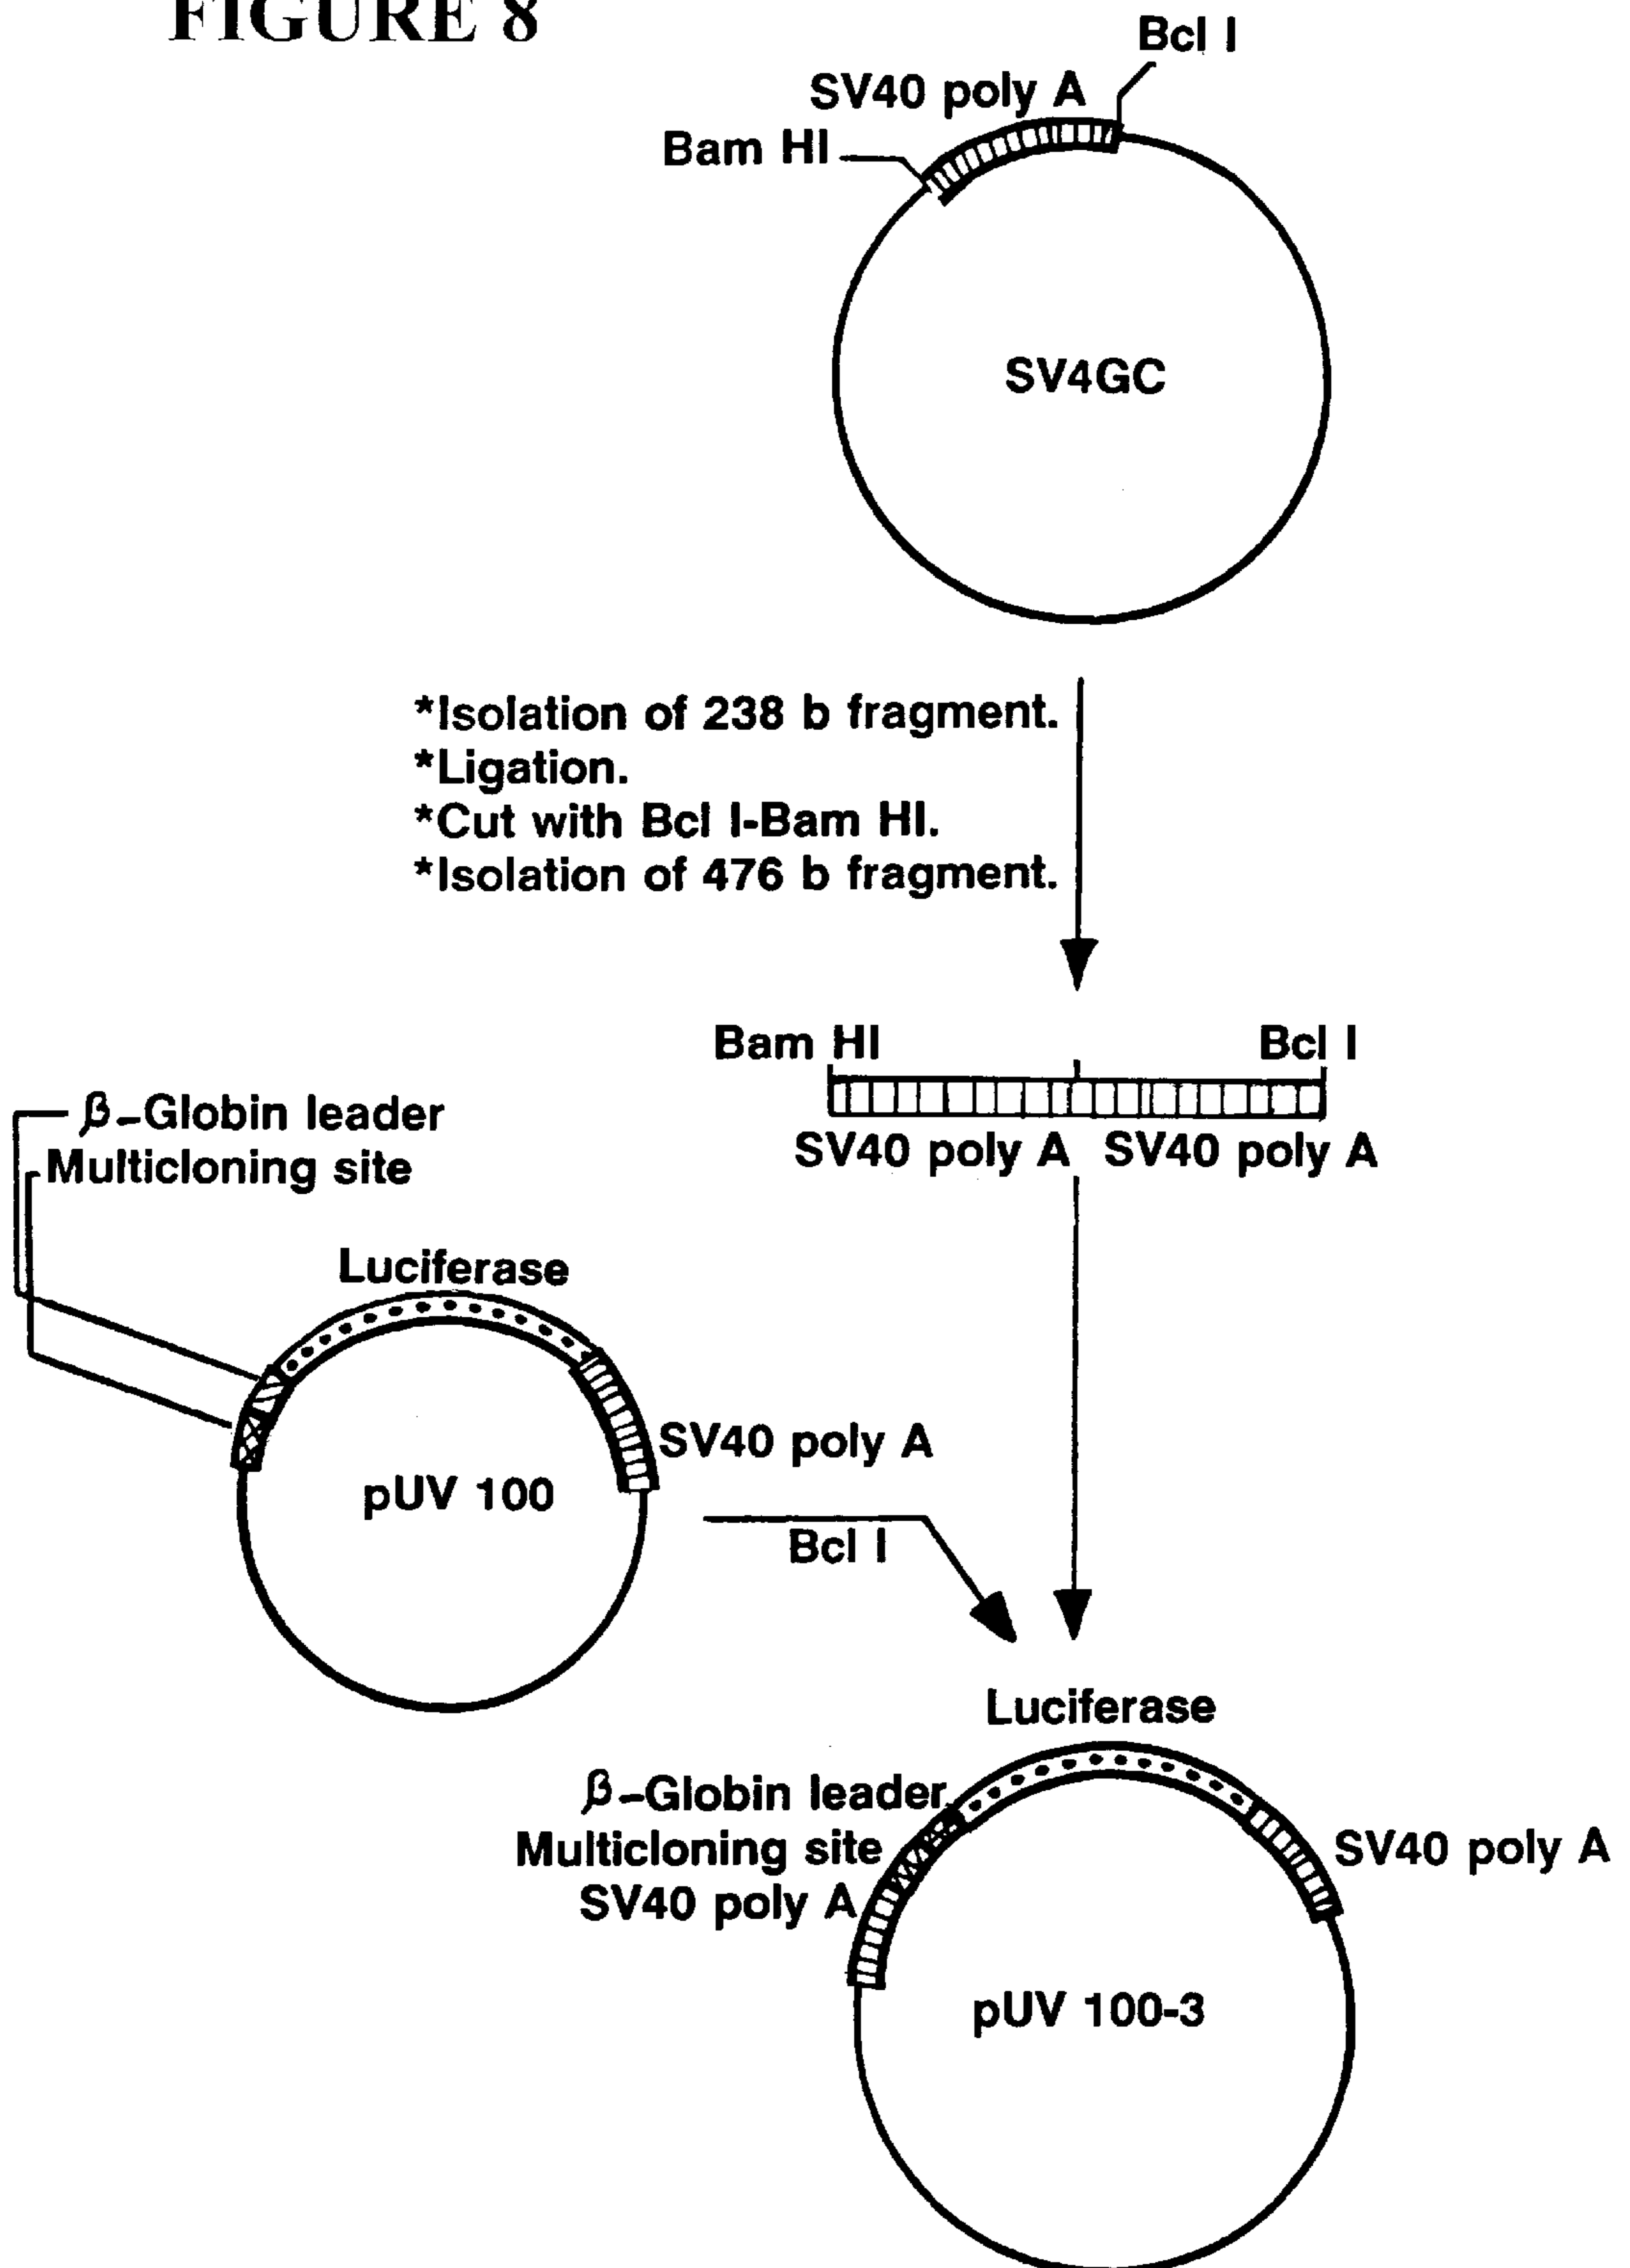 FIGURE 8
Bcl I
SV40 poly A
Bam HI
SV4GC
*Isolation of 238 b fragment.
*Ligation.
*Cut with Bcl I-Bam HI.
*Isolation of 476 b fragment.
Bam HI
Bcl I
SV40 poly A SV40 poly A
β-Globin leader
Multicloning site
Luciferase
SV40 poly A
pUV 100
Bcl I
Luciferase
β-Globin leader
Multicloning site
SV40 poly A
SV40 poly A
pUV 100-3